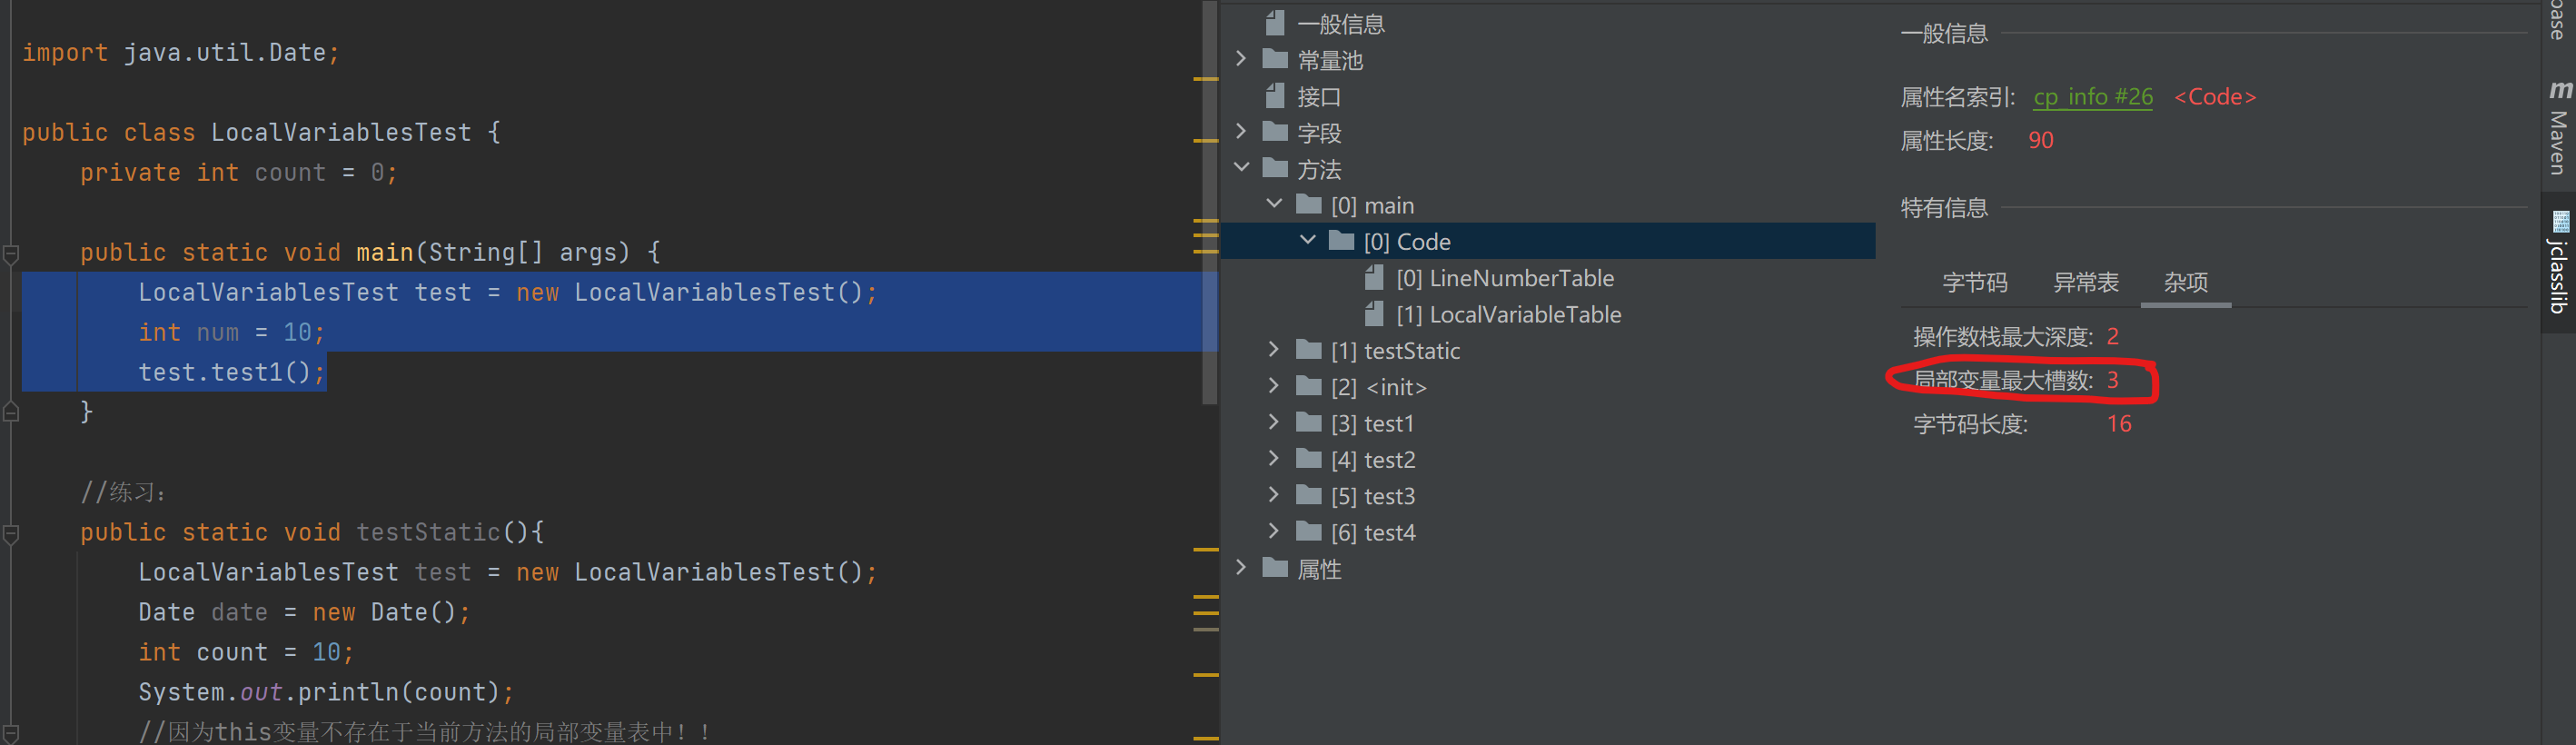 import java.util.Date;
public class LocalVariablesTest {
private int count = 0;
public static void main(String[] args) {
LocalVariablesTest test = new LocalVariablesTest();
int num = 10;
test.test1();
}
//练习：
public static void testStatic(){
LocalVariablesTest test = new LocalVariablesTest();
Date date = new Date();
int count = 10;
System.out.println(count);
//因为this变量不存在于当前方法的局部变量表中！！
一般信息
常量池
接口
字段
方法
[0] main
[0] Code
[0] LineNumberTable
[1] LocalVariableTable
[1] testStatic
[2] <init>
[3] test1
[4] test2
[5] test3
[6] test4
属性
一般信息
属性名索引: cp_info #26 <Code>
属性长度: 90
特有信息
字节码 异常表 杂项
操作数栈最大深度: 2
局部变量最大槽数: 3
字节码长度: 16
m Maven
jclasslib